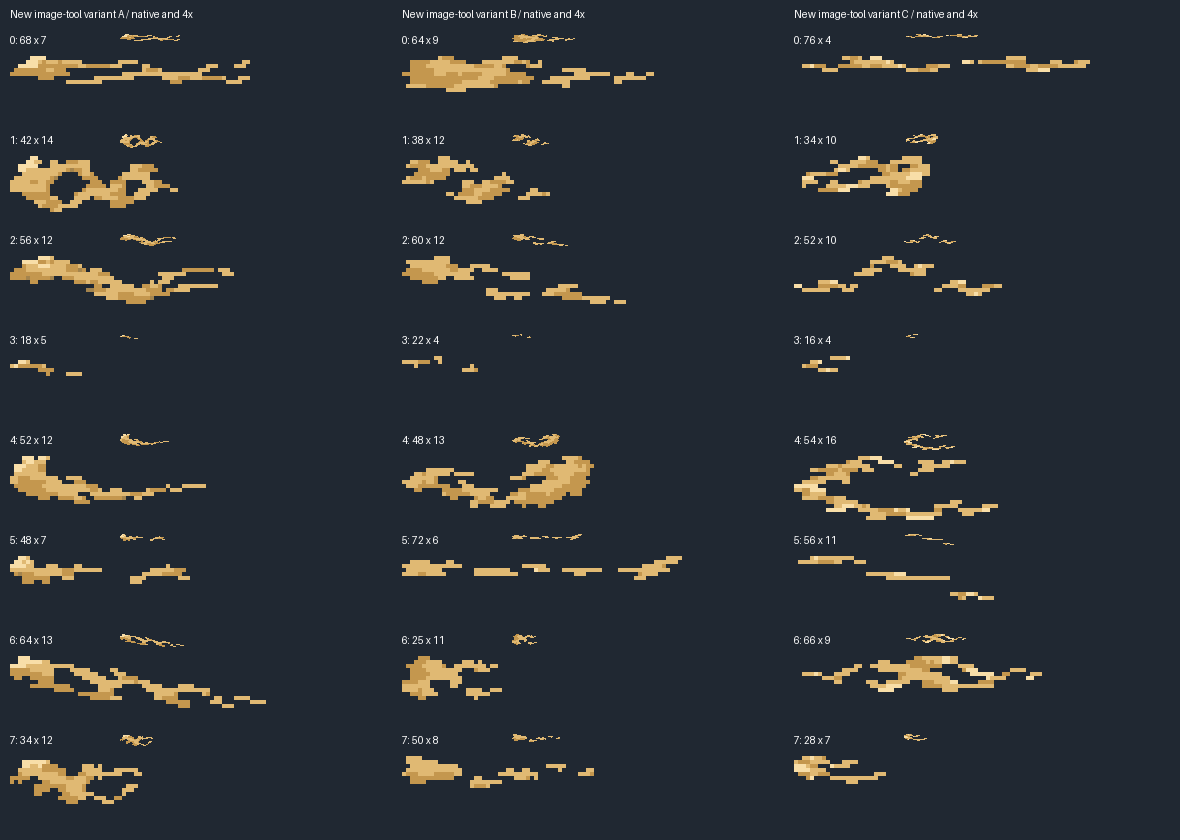 New image-tool variant A / native and 4x
New image-tool variant B / native and 4x
New image-tool variant C / native and 4x
0: 68 x 7
0: 64 x 9
0: 76 x 4
1: 42 x 14
1: 38 x 12
1: 34 x 10
2: 56 x 12
2: 60 x 12
2: 52 x 10
3: 18 x 5
3: 22 x 4
3: 16 x 4
4: 52 x 12
4: 48 x 13
4: 54 x 16
5: 48 x 7
5: 72 x 6
5: 56 x 11
6: 64 x 13
6: 25 x 11
6: 66 x 9
7: 34 x 12
7: 50 x 8
7: 28 x 7